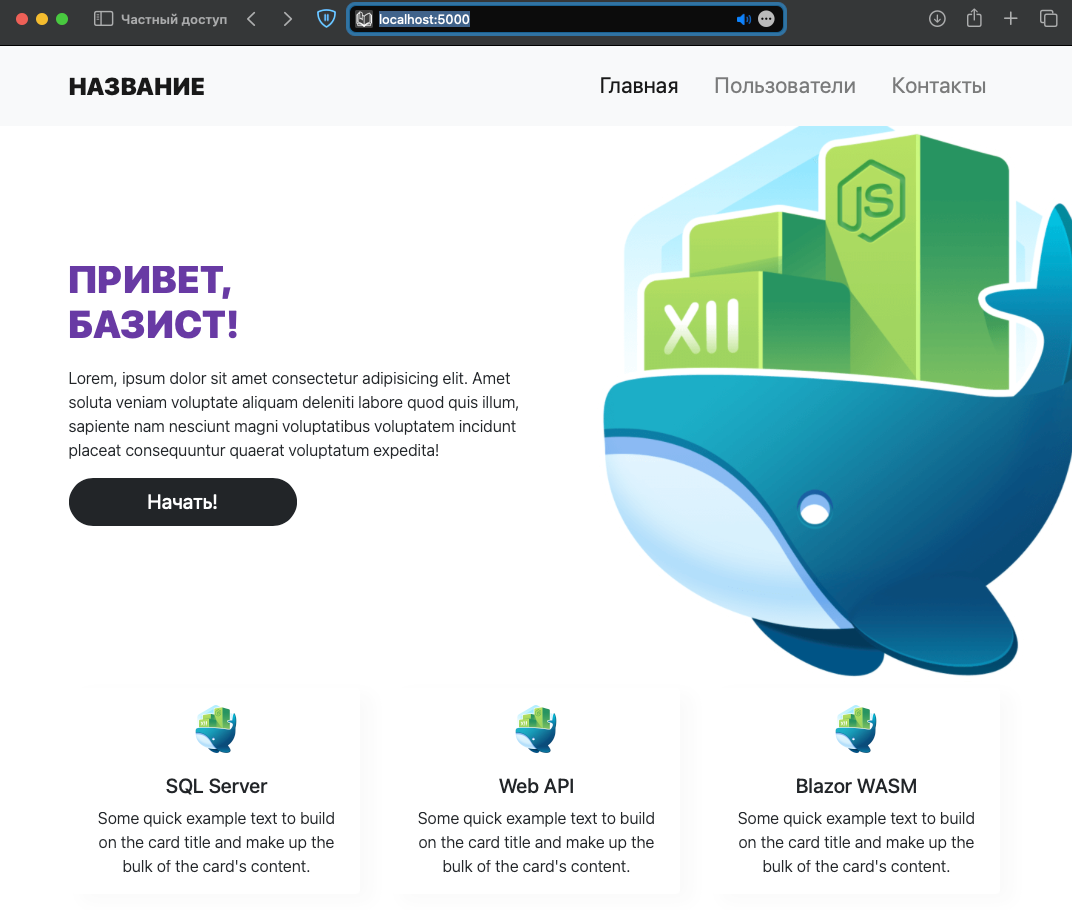 Частный доступ
localhost:5000
НАЗВАНИЕ
Главная Пользователи Контакты
JS
XII
ПРИВЕТ,
БАЗИСТ!
Lorem, ipsum dolor sit amet consectetur adipisicing elit. Amet
soluta veniam voluptate aliquam deleniti labore quod quis illum,
sapiente nam nesciunt magni voluptatibus voluptatem incidunt
placeat consequuntur quaerat voluptatum expedita!
Начать!
XII
XII
XII
SQL Server
Some quick example text to build
on the card title and make up the
bulk of the card's content.
Web API
Some quick example text to build
on the card title and make up the
bulk of the card's content.
Blazor WASM
Some quick example text to build
on the card title and make up the
bulk of the card's content.